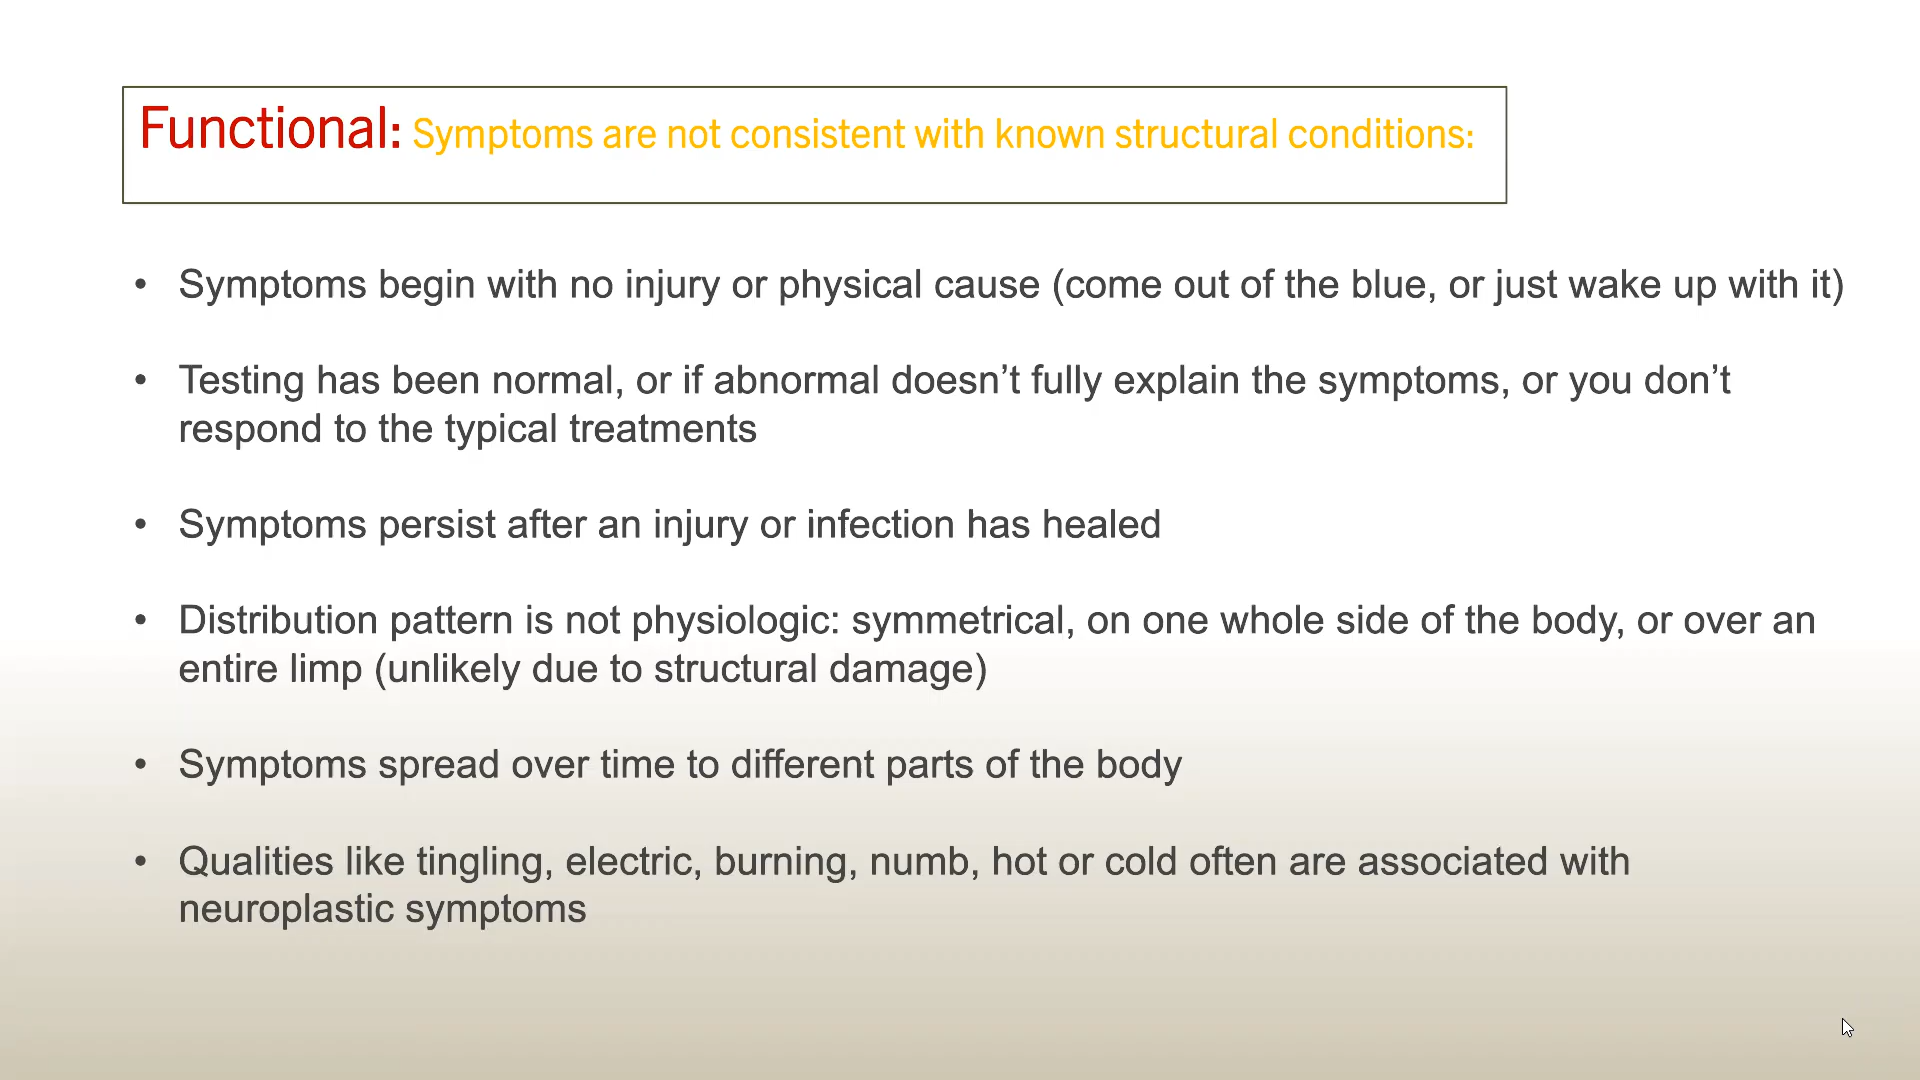 Functional: Symptoms are not consistent with known structural conditions:
• Symptoms begin with no injury or physical cause (come out of the blue, or just wake up with it)
• Testing has been normal, or if abnormal doesn’t fully explain the symptoms, or you don’t
respond to the typical treatments
• Symptoms persist after an injury or infection has healed
• Distribution pattern is not physiologic: symmetrical, on one whole side of the body, or over an
entire limp (unlikely due to structural damage)
• Symptoms spread over time to different parts of the body
• Qualities like tingling, electric, burning, numb, hot or cold often are associated with
neuroplastic symptoms